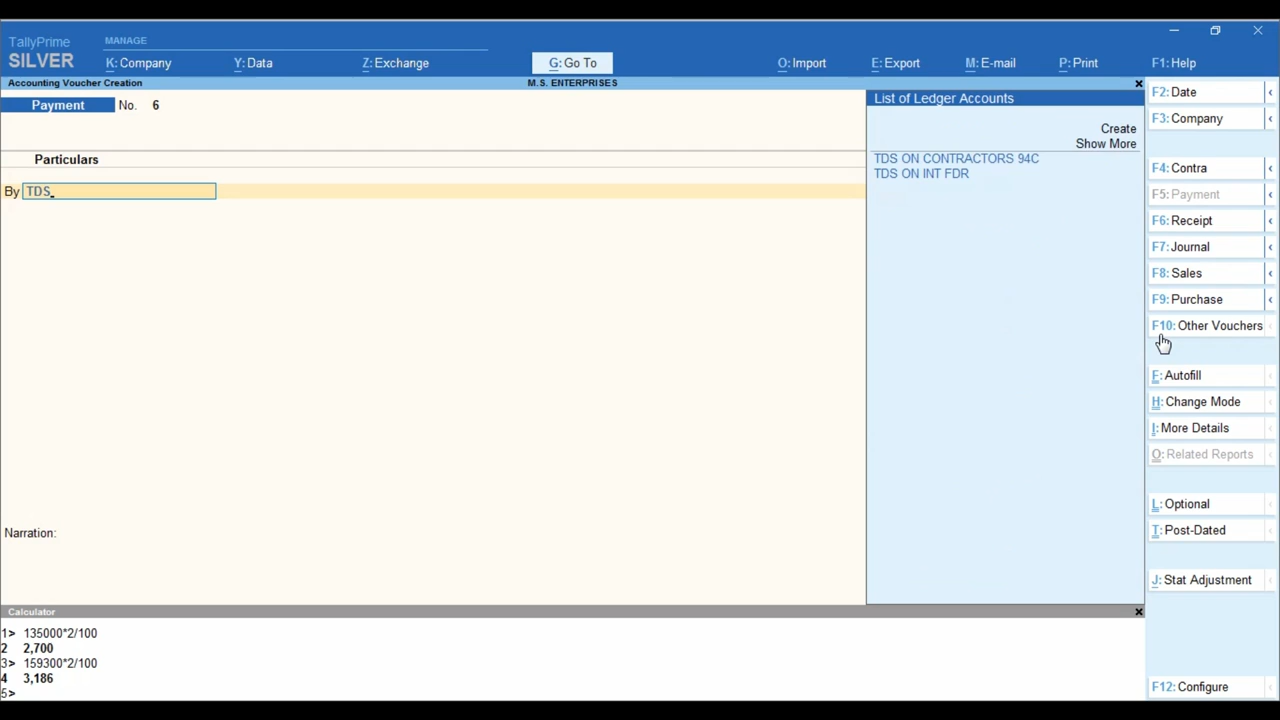 TallyPrime
SILVER
MANAGE
K: Company
Y: Data
Z: Exchange
G: Go To
O: Import
E: Export
M: E-mail
P: Print
F1: Help
Accounting Voucher Creation
M.S. ENTERPRISES
Payment No. 6
Particulars
By TDS
List of Ledger Accounts
Create
Show More
TDS ON CONTRACTORS 94C
TDS ON INT FDR
F2: Date
F3: Company
F4: Contra
F5: Payment
F6: Receipt
F7: Journal
F8: Sales
F9: Purchase
F10: Other Vouchers
F: Autofill
H: Change Mode
I: More Details
O: Related Reports
L: Optional
T: Post-Dated
J: Stat Adjustment
F12: Configure
Narration:
Calculator
1> 135000*2/100
2 2,700
3> 159300*2/100
4 3,186
5>